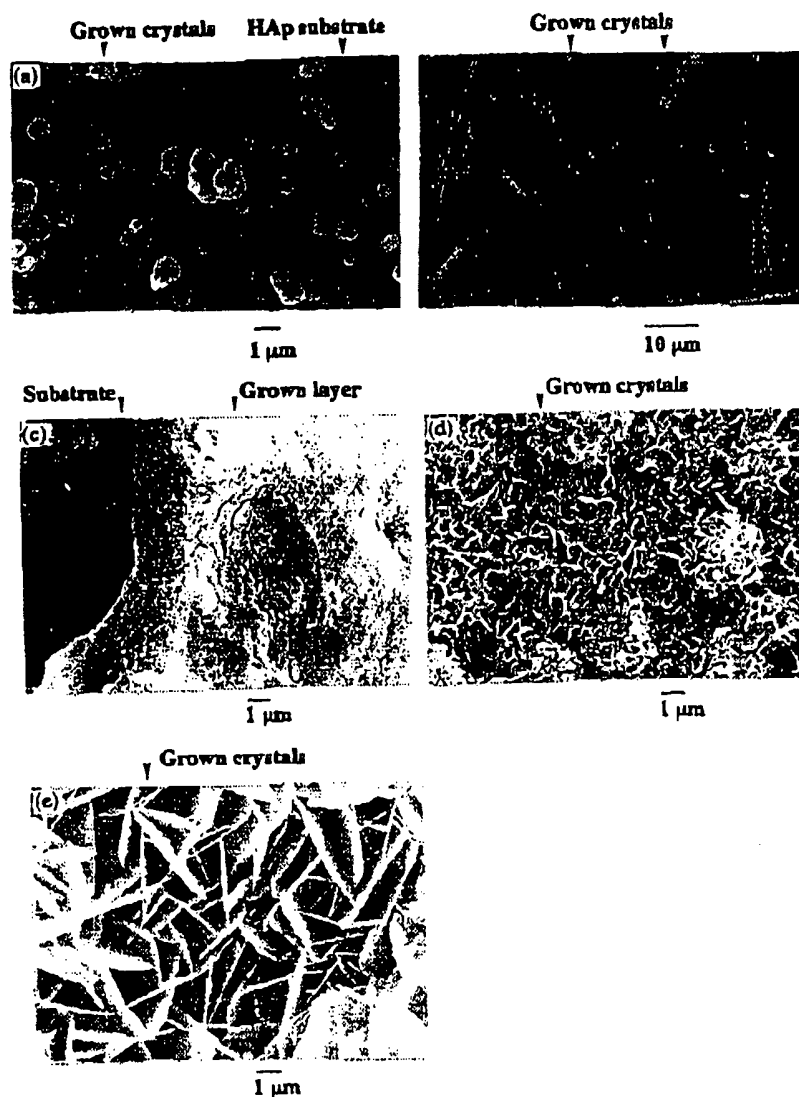 Grown crystals HAp substrate
Grown crystals
(a)
1 μm
10 μm
Substrate Grown layer
Grown crystals
(c)
(d)
1 μm
1 μm
Grown crystals
(e)
1 μm